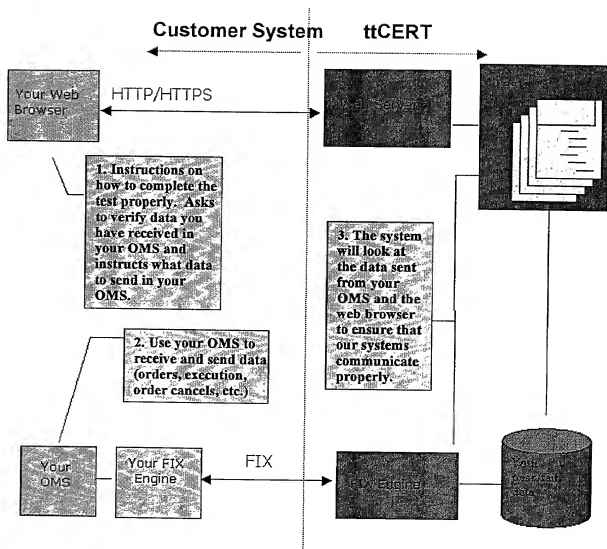 Customer System
ttCERT
Your Web
Browser
HTTP/HTTPS
Web Server
1. Instructions on
how to complete the
test properly.  Asks
to verify data you
have received in
your OMS and
instructs what data
to send in your
OMS.
3. The system
will look at
the data sent
from your
OMS and the
web browser
to ensure that
our systems
communicate
properly.
2. Use your OMS to
receive and send data
(orders, execution,
order cancels, etc.)
Your
OMS
Your FIX
Engine
FIX
FIX Engine
data